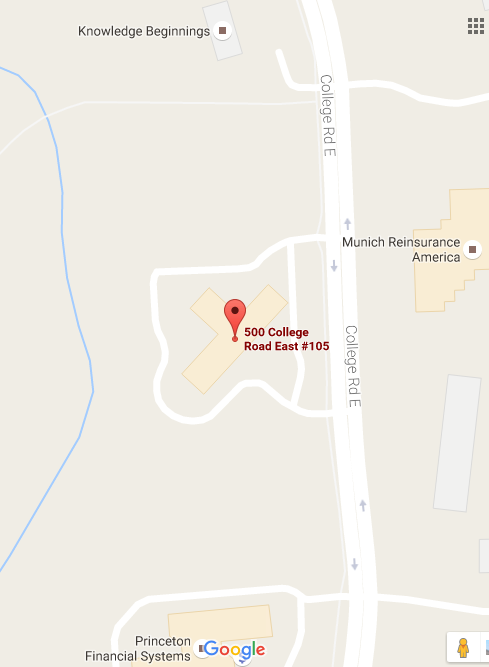 Knowledge Beginnings
College Rd E
Munich Reinsurance
America
500 College
Road East #105
College Rd E
Princeton
Financial Systems
Google